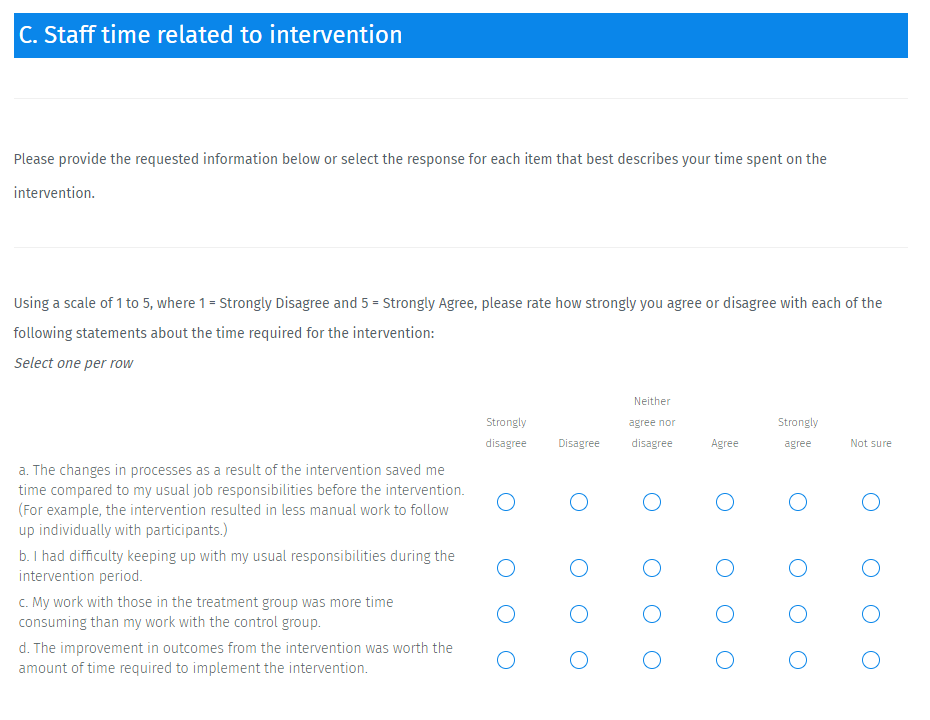 C. Staff time related to intervention
Please provide the requested information below or select the response for each item that best describes your time spent on the
intervention.
Using a scale of 1 to 5, where 1 = Strongly Disagree and 5 = Strongly Agree, please rate how strongly you agree or disagree with each of the
following statements about the time required for the intervention:
Select one per row
Strongly
disagree
Disagree
Neither
agree nor
disagree
Agree
Strongly
agree
Not sure
a. The changes in processes as a result of the intervention saved me
time compared to my usual job responsibilities before the intervention.
(For example, the intervention resulted in less manual work to follow
up individually with participants.)
b. I had difficulty keeping up with my usual responsibilities during the
intervention period.
c. My work with those in the treatment group was more time
consuming than my work with the control group.
d. The improvement in outcomes from the intervention was worth the
amount of time required to implement the intervention.